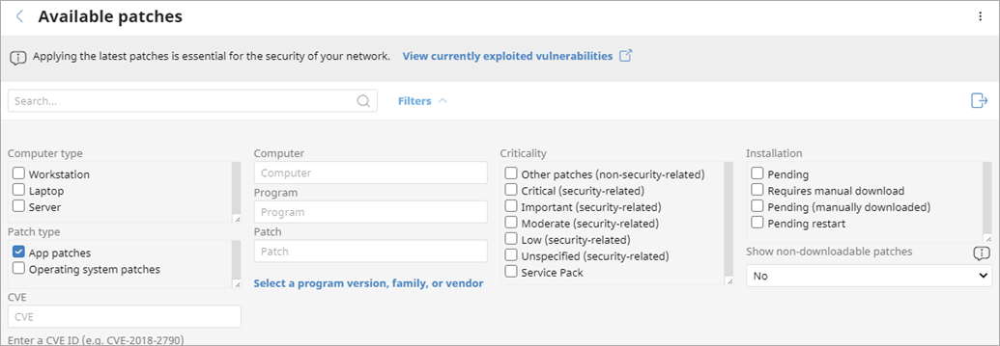 Available patches
Applying the latest patches is essential for the security of your network. View currently exploited vulnerabilities
Search...
Filters
Computer type
Workstation
Laptop
Server
Patch type
App patches
Operating system patches
CVE
CVE
Enter a CVE ID (e.g. CVE-2018-2790)
Computer
Computer
Program
Program
Patch
Patch
Select a program version, family, or vendor
Criticality
Other patches (non-security-related)
Critical (security-related)
Important (security-related)
Moderate (security-related)
Low (security-related)
Unspecified (security-related)
Service Pack
Installation
Pending
Requires manual download
Pending (manually downloaded)
Pending restart
Show non-downloadable patches
No